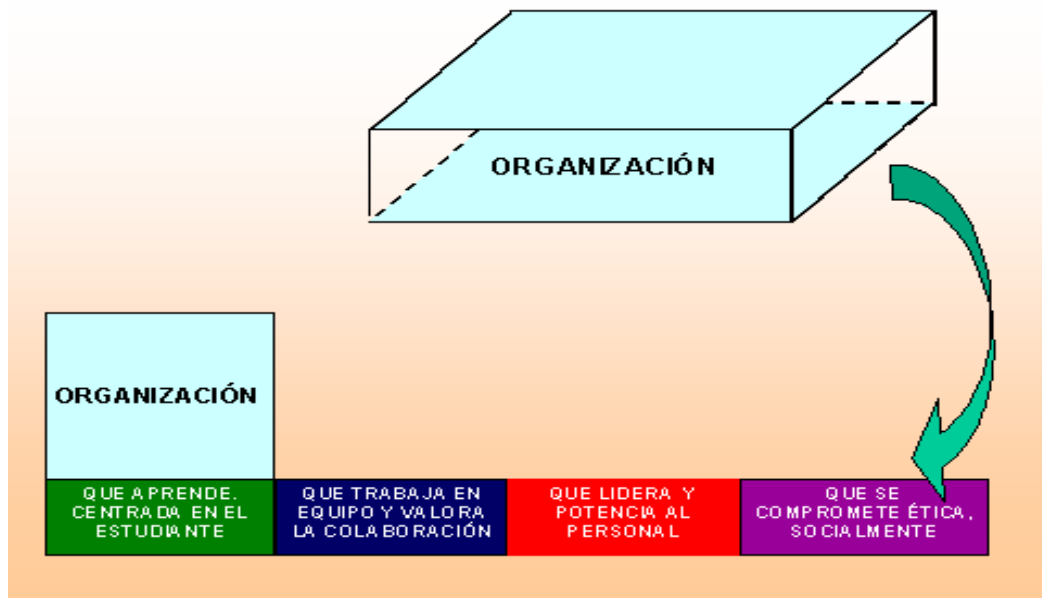 ORGANIZACIÓN
ORGANIZACIÓN
QUE APRENDE.
CENTRADA EN EL
ESTUDIANTE
QUE TRABAJA EN
EQUIPO Y VALORA
LA COLABORACIÓN
QUE LIDERA Y
POTENCIA AL
PERSONAL
QUE SE
COMPROMETE ÉTICA,
SOCIALMENTE